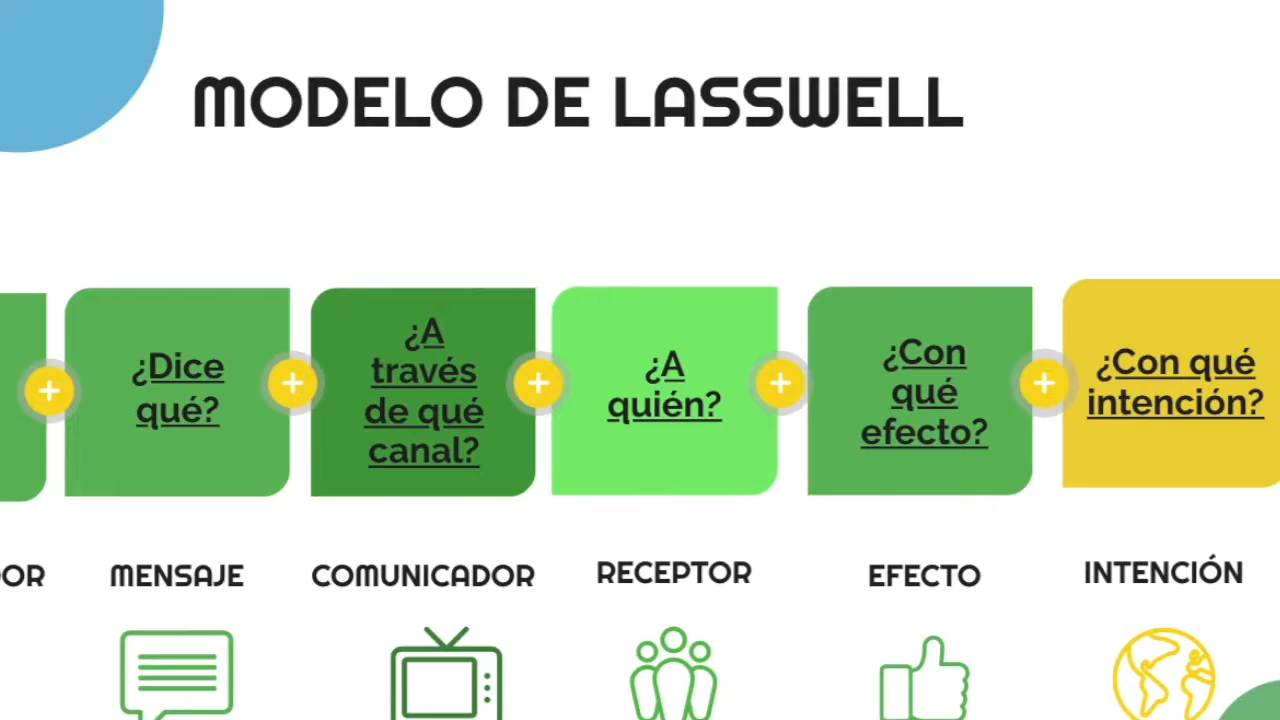 MODELO DE LASSWELL
¿Dice
qué?
¿A
través
de qué
canal?
¿A
quién?
¿Con
qué
efecto?
¿Con qué
intención?
MENSAJE
COMUNICADOR
RECEPTOR
EFECTO
INTENCIÓN